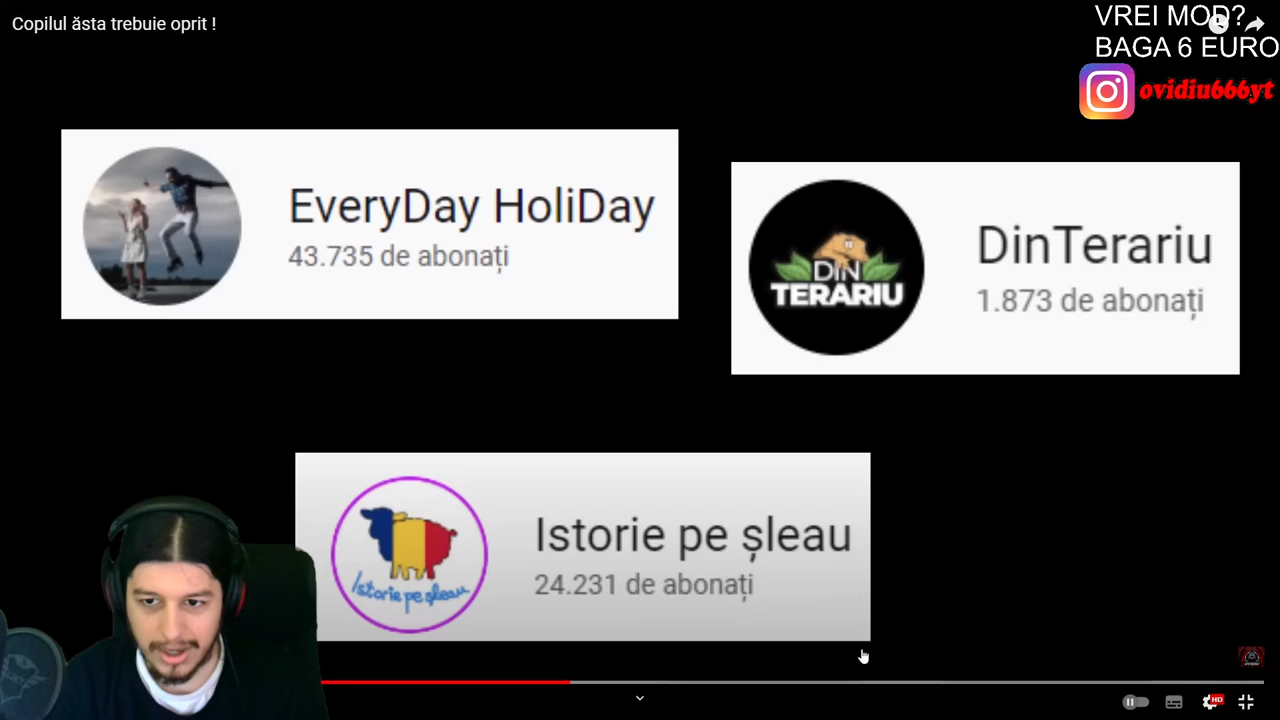 Copilul ăsta trebuie oprit !
VREI MOD?
BAGA 6 EURO
ovidiu666yt
EveryDay HoliDay
43.735 de abonați
DIN
TERARIU
DinTerariu
1.873 de abonați
Istorie pe șleau
Istorie pe șleau
24.231 de abonați
HD